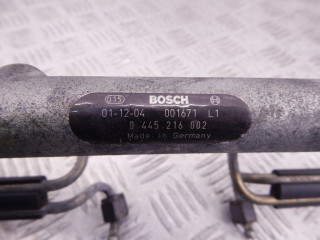 BOSCH
01-12-04 001671 L1
0 445 216 002
Made in Germany